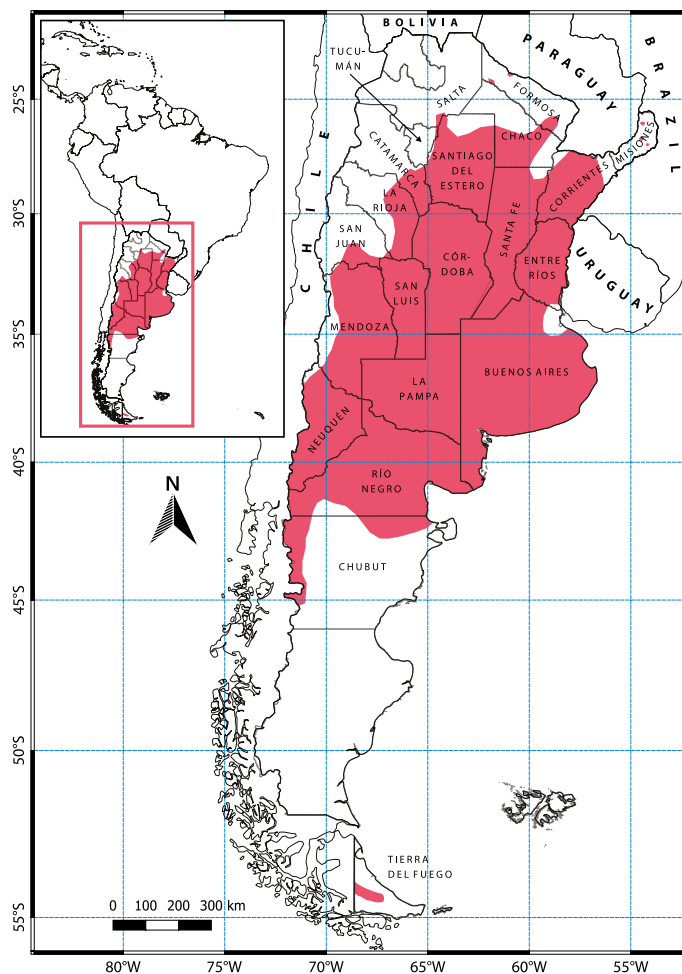 BOLIVIA
PARAGUAY
BRAZIL
TUCU-
MÁN
25°S
SALTA
FORMOSA
CHACO
MISIONES
CATAMARCA
SANTIAGO
DEL
ESTERO
CORRIENTES
CHILE
LA
RIOJA
30°S
SAN
JUAN
SANTA FE
CÓR-
DOBA
ENTRE
RÍOS
URUGUAY
SAN
LUIS
MENDOZA
35°S
BUENOS AIRES
LA
PAMPA
NEUQUÉN
40°S
RÍO
NEGRO
N
CHUBUT
45°S
50°S
TIERRA
DEL FUEGO
0 100 200 300 km
55°S
80°W 75°W 70°W 65°W 60°W 55°W